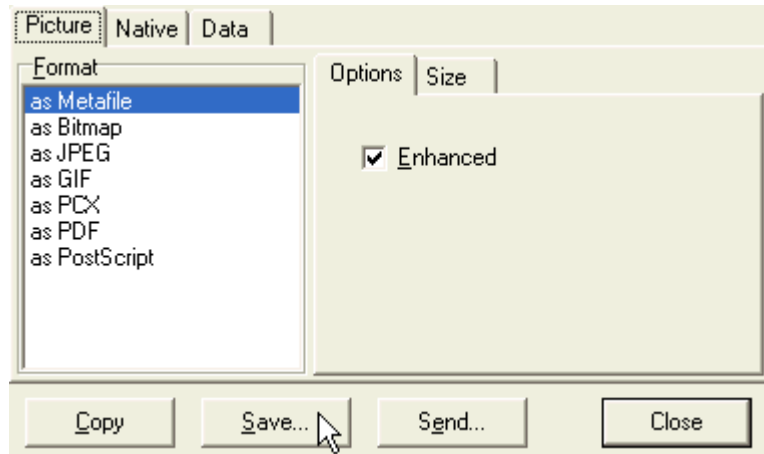 Picture Native Data
Format
Options Size
as Metafile
as Bitmap
as JPEG
as GIF
as PCX
as PDF
as PostScript
Enhanced
Copy Save... Send... Close